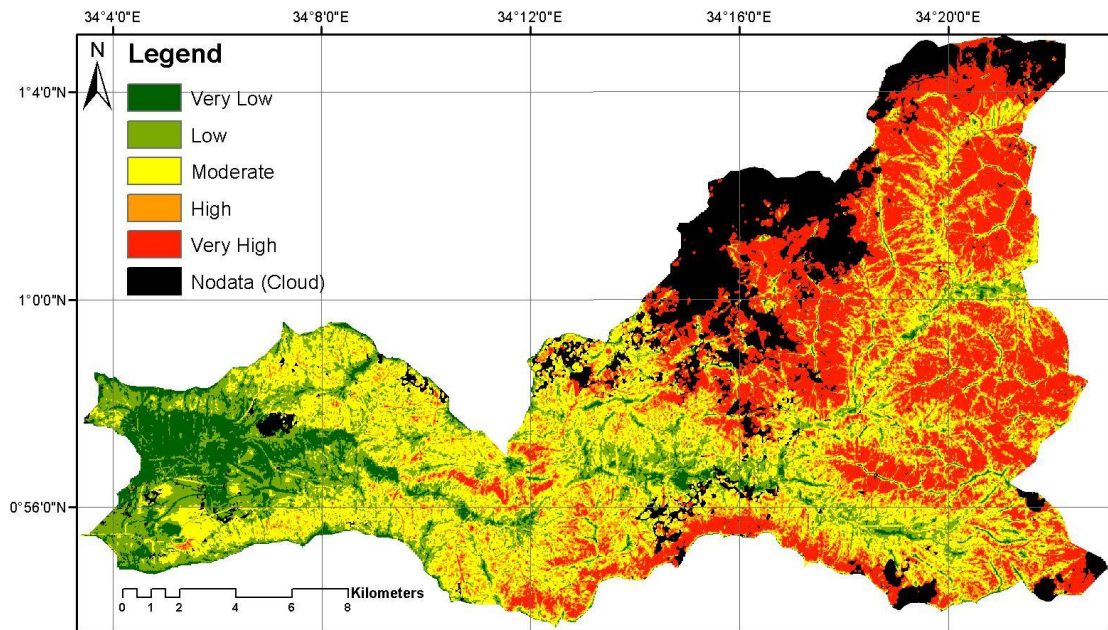 34°4'0"E 34°8'0"E 34°12'0"E 34°16'0"E 34°20'0"E
N
Legend
1°4'0"N
Very Low
Low
Moderate
High
Very High
Nodata (Cloud)
1°0'0"N
0°56'0"N
Kilometers
0 1 2 4 6 8